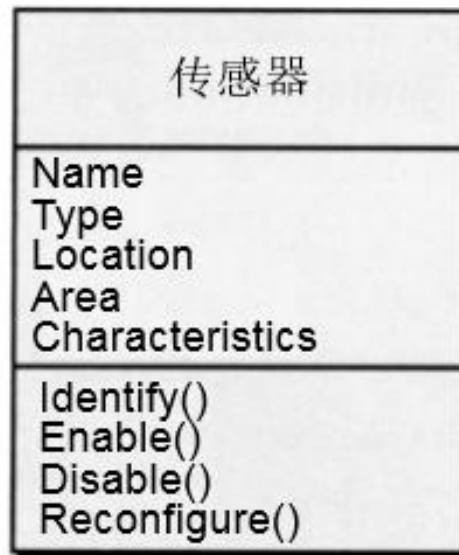 传感器
Name
Type
Location
Area
Characteristics
Identify()
Enable()
Disable()
Reconfigure()